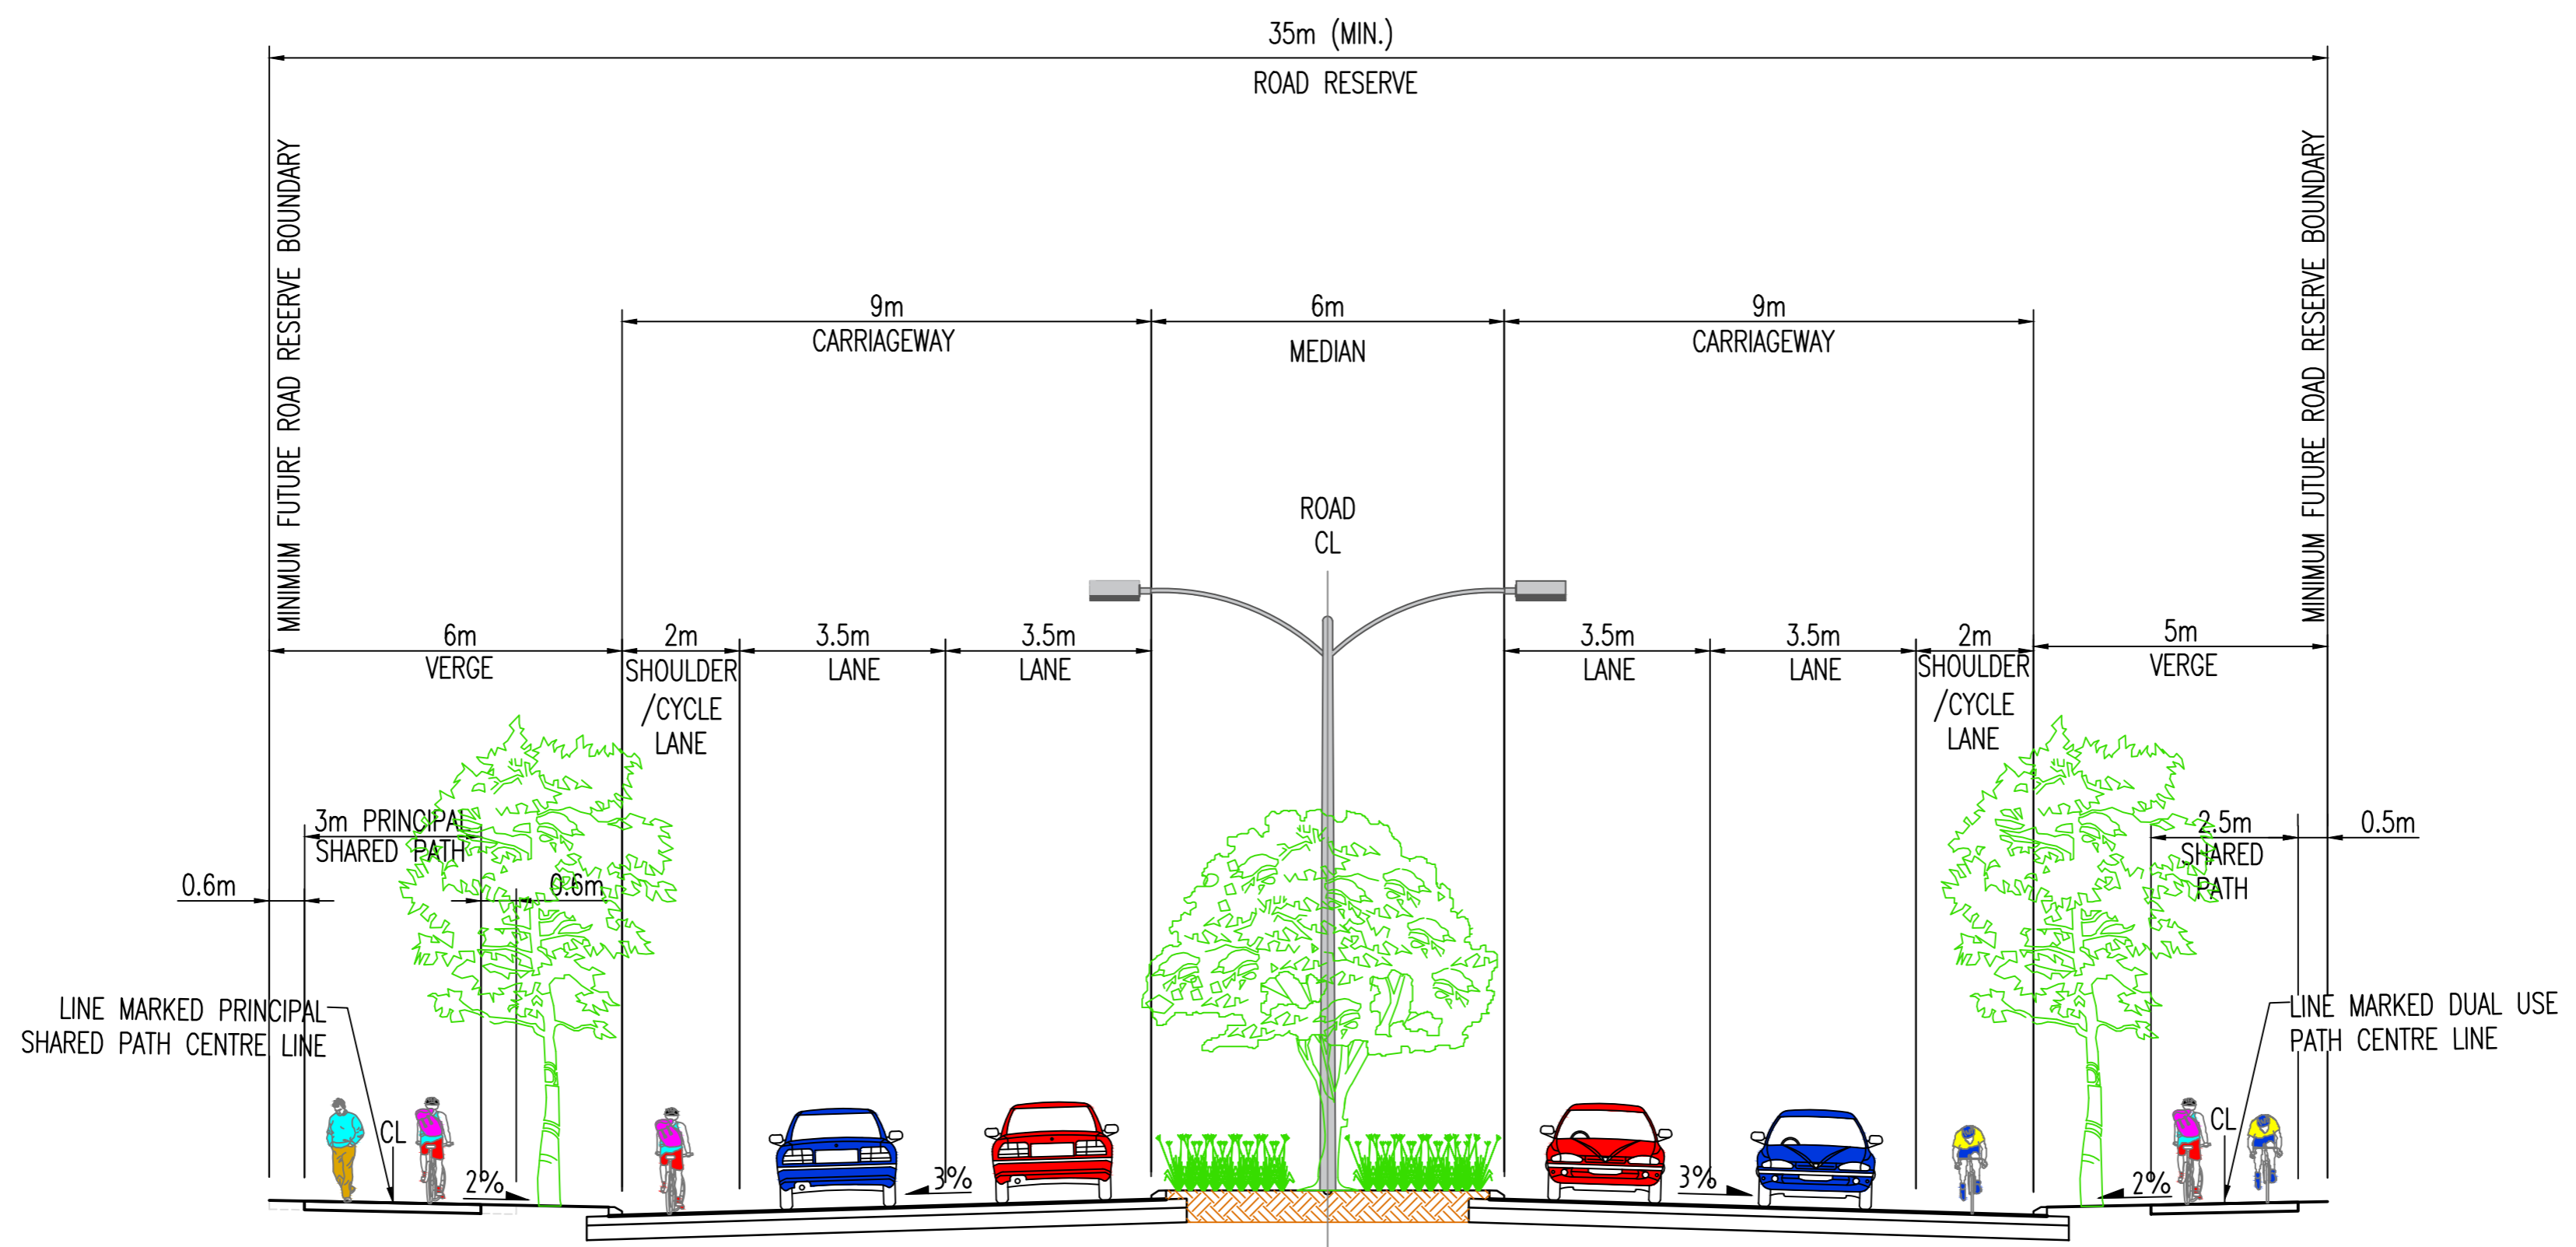 35m (MIN.)
ROAD RESERVE
MINIMUM FUTURE ROAD RESERVE BOUNDARY
MINIMUM FUTURE ROAD RESERVE BOUNDARY
9m
CARRIAGEWAY
6m
MEDIAN
9m
CARRIAGEWAY
ROAD
CL
6m
VERGE
2m
SHOULDER
/CYCLE
LANE
3.5m
LANE
3.5m
LANE
3.5m
LANE
3.5m
LANE
2m
SHOULDER
/CYCLE
LANE
5m
VERGE
3m PRINCIPAL
SHARED PATH
0.6m
0.6m
2.5m
SHARED
PATH
0.5m
LINE MARKED PRINCIPAL
SHARED PATH CENTRE LINE
LINE MARKED DUAL USE
PATH CENTRE LINE
CL
2%
3%
3%
2%
CL